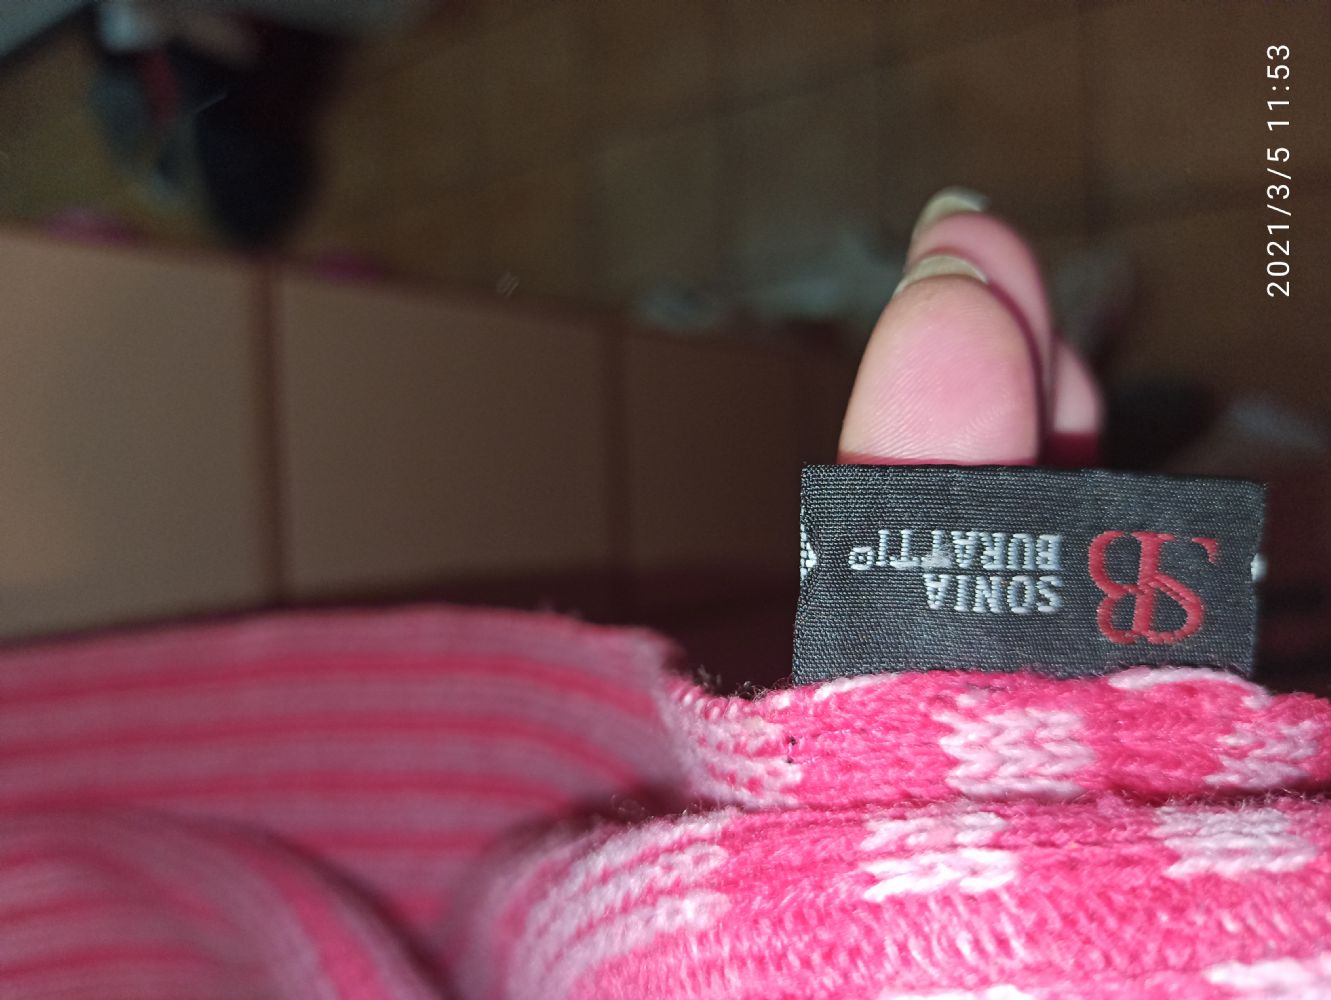 SB
SONIA
BURATTI®
2021/3/5 11:53